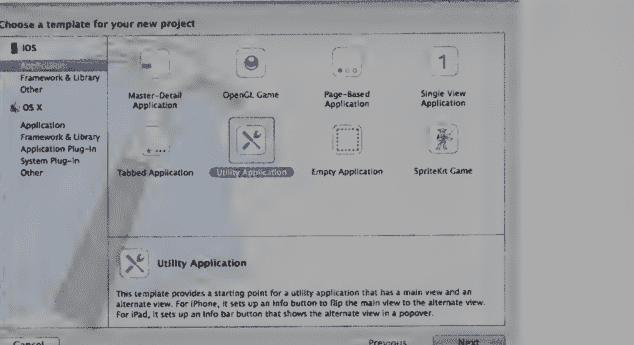 Choose a template for your new project
iOS
Application
Framework & Library
Other
OS X
Application
Framework & Library
Application Plug-in
System Plug-in
Other
Master-Detail
Application
OpenGL Game
Page-Based
Application
1
Single View
Application
Tabbed Application
Utility Application
Empty Application
SpriteKit Game
Utility Application
This template provides a starting point for a utility application that has a main view and an
alternate view. For iPhone, it sets up an Info button to flip the main view to the alternate view.
For iPad, it sets up an Info bar button that shows the alternate view in a popover.
Cancel
Previous
Next